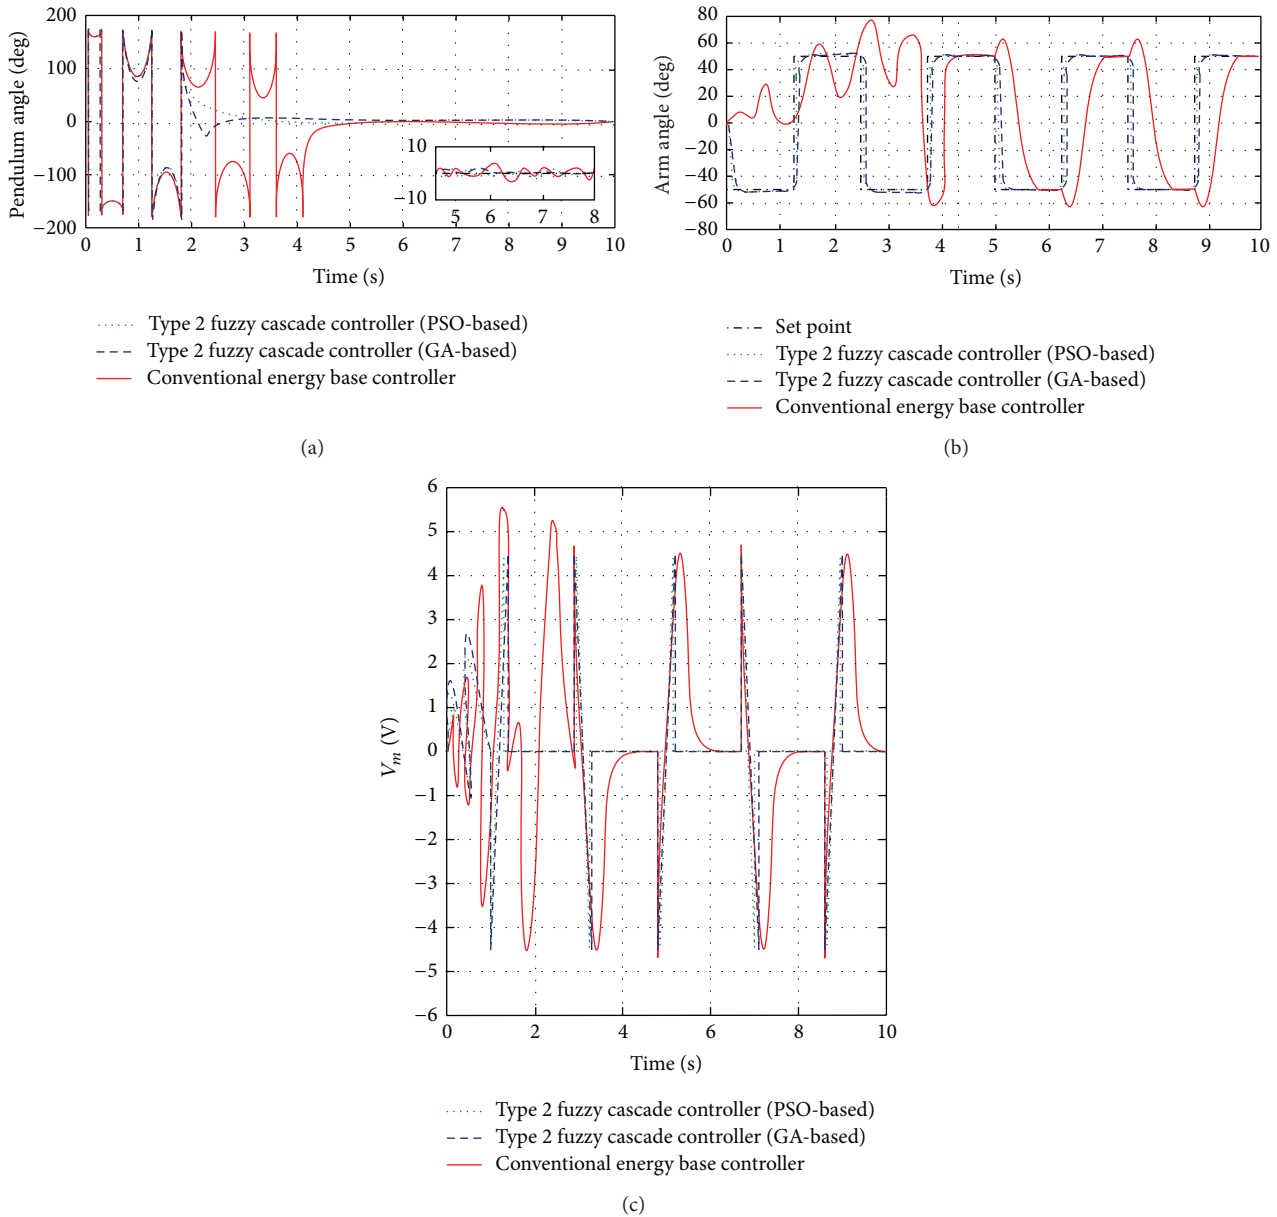 200
100
0
−100
−200
Pendulum angle (deg)
10
−10
5 6 7 8
0 1 2 3 4 5 6 7 8 9 10
Time (s)
Type 2 fuzzy cascade controller (PSO-based)
Type 2 fuzzy cascade controller (GA-based)
Conventional energy base controller
(a)
80
60
40
20
0
−20
−40
−60
−80
Arm angle (deg)
0 1 2 3 4 5 6 7 8 9 10
Time (s)
Set point
Type 2 fuzzy cascade controller (PSO-based)
Type 2 fuzzy cascade controller (GA-based)
Conventional energy base controller
(b)
6
5
4
3
2
1
0
−1
−2
−3
−4
−5
−6
Vm (V)
0 2 4 6 8 10
Time (s)
Type 2 fuzzy cascade controller (PSO-based)
Type 2 fuzzy cascade controller (GA-based)
Conventional energy base controller
(c)